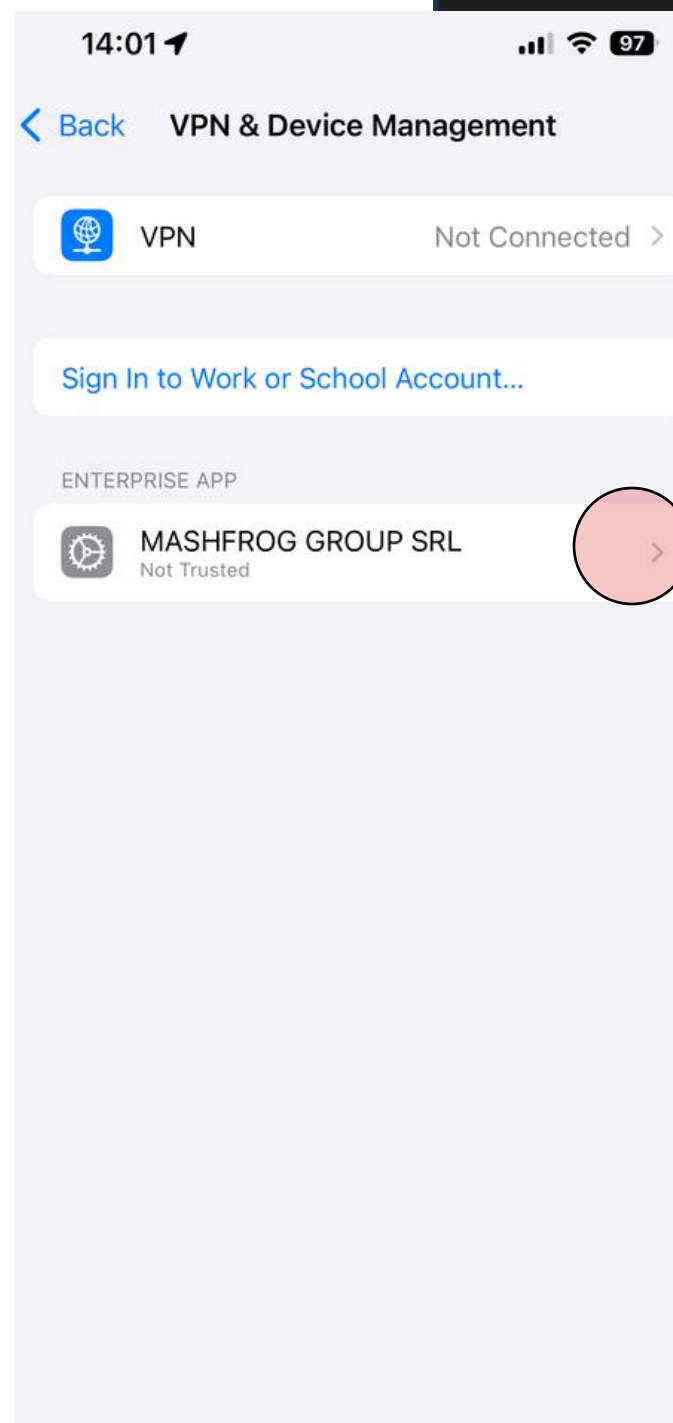 14:01
97
Back
VPN & Device Management
VPN
Not Connected
Sign In to Work or School Account...
ENTERPRISE APP
MASHFROG GROUP SRL
Not Trusted